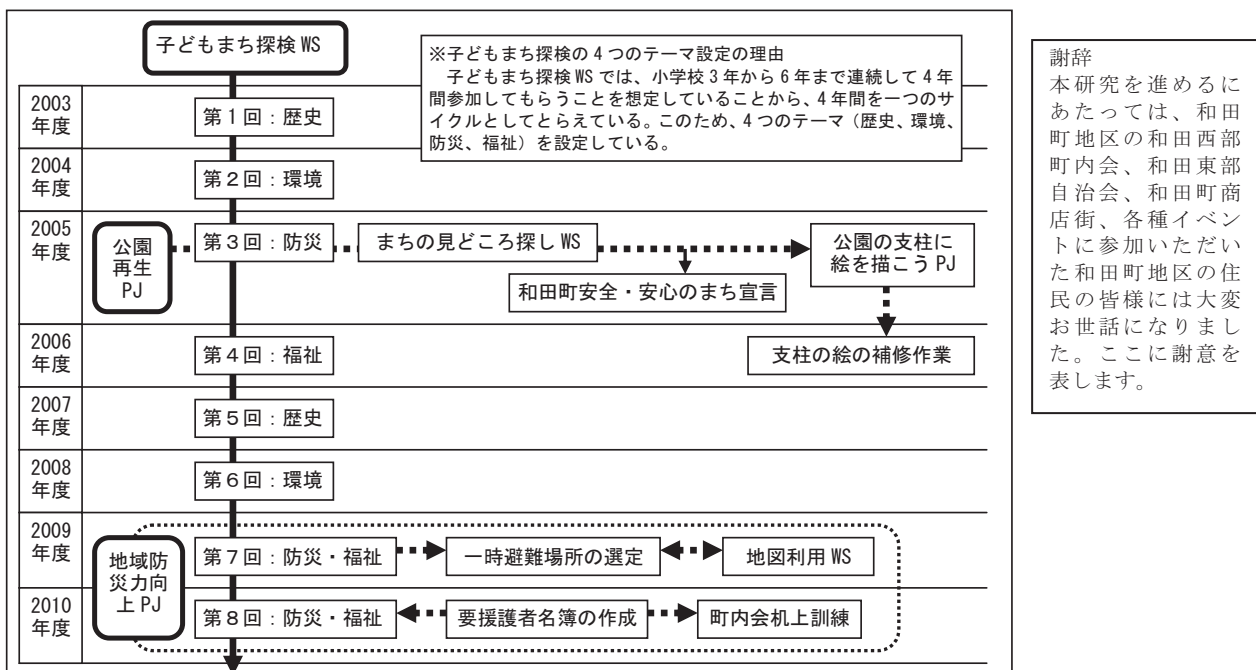 子どもまち探検 WS
※子どもまち探検の 4 つのテーマ設定の理由
子どもまち探検 WS では、小学校 3 年から 6 年まで連続して 4 年
間参加してもらうことを想定していることから、4 年間を一つのサ
イクルとしてとらえている。このため、4 つのテーマ（歴史、環境、
防災、福祉）を設定している。
2003
年度
第１回：歴史
2004
年度
第２回：環境
2005
年度
公園
再生
PJ
第３回：防災
まちの見どころ探し WS
公園の支柱に
絵を描こう PJ
和田町安全・安心のまち宣言
2006
年度
第４回：福祉
支柱の絵の補修作業
2007
年度
第５回：歴史
2008
年度
第６回：環境
2009
年度
地域防
災力向
上 PJ
第７回：防災・福祉
一時避難場所の選定
地図利用 WS
2010
年度
第８回：防災・福祉
要援護者名簿の作成
町内会机上訓練
謝辞
本研究を進めるに
あたっては、和田
町地区の和田西部
町内会、和田東部
自治会、和田町商
店街、各種イベン
トに参加いただい
た和田町地区の住
民の皆様には大変
お世話になりまし
た。ここに謝意を
表します。